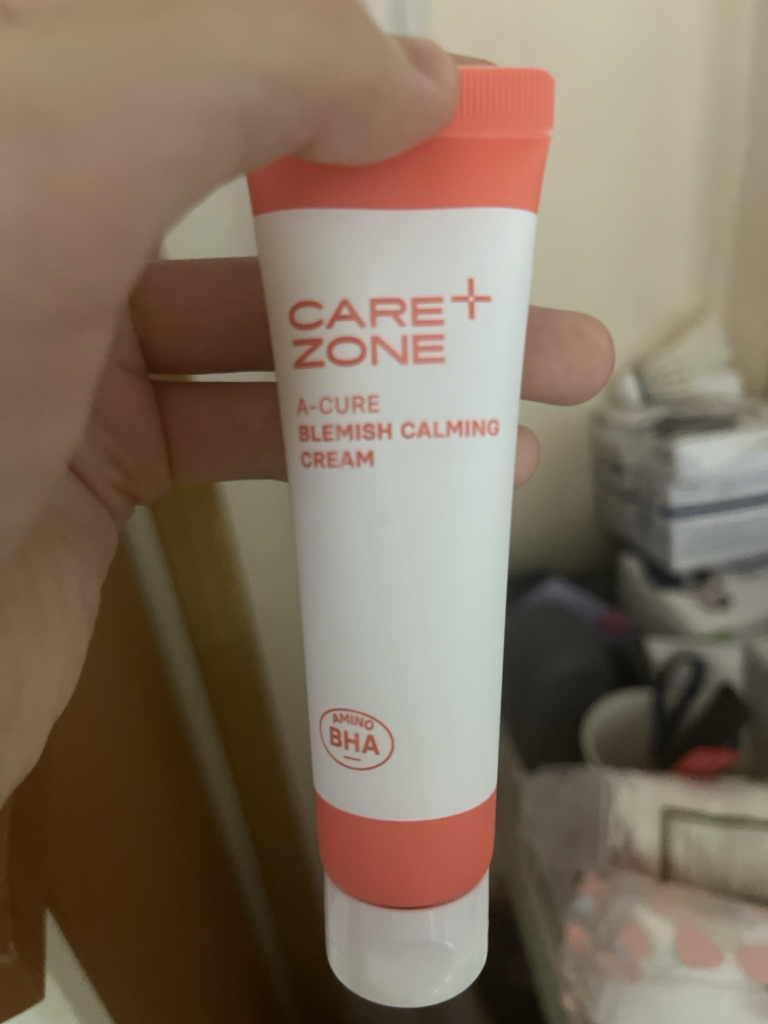 CARE+
ZONE
A-CURE
BLEMISH CALMING
CREAM
AMINO
BHA